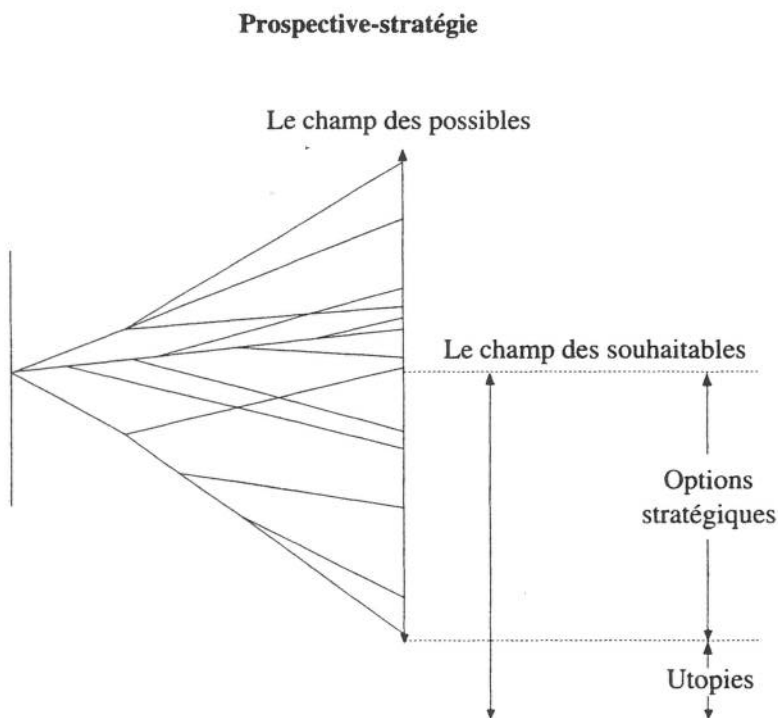 Prospective-stratégie
Le champ des possibles
Le champ des souhaitables
Options
stratégiques
Utopies